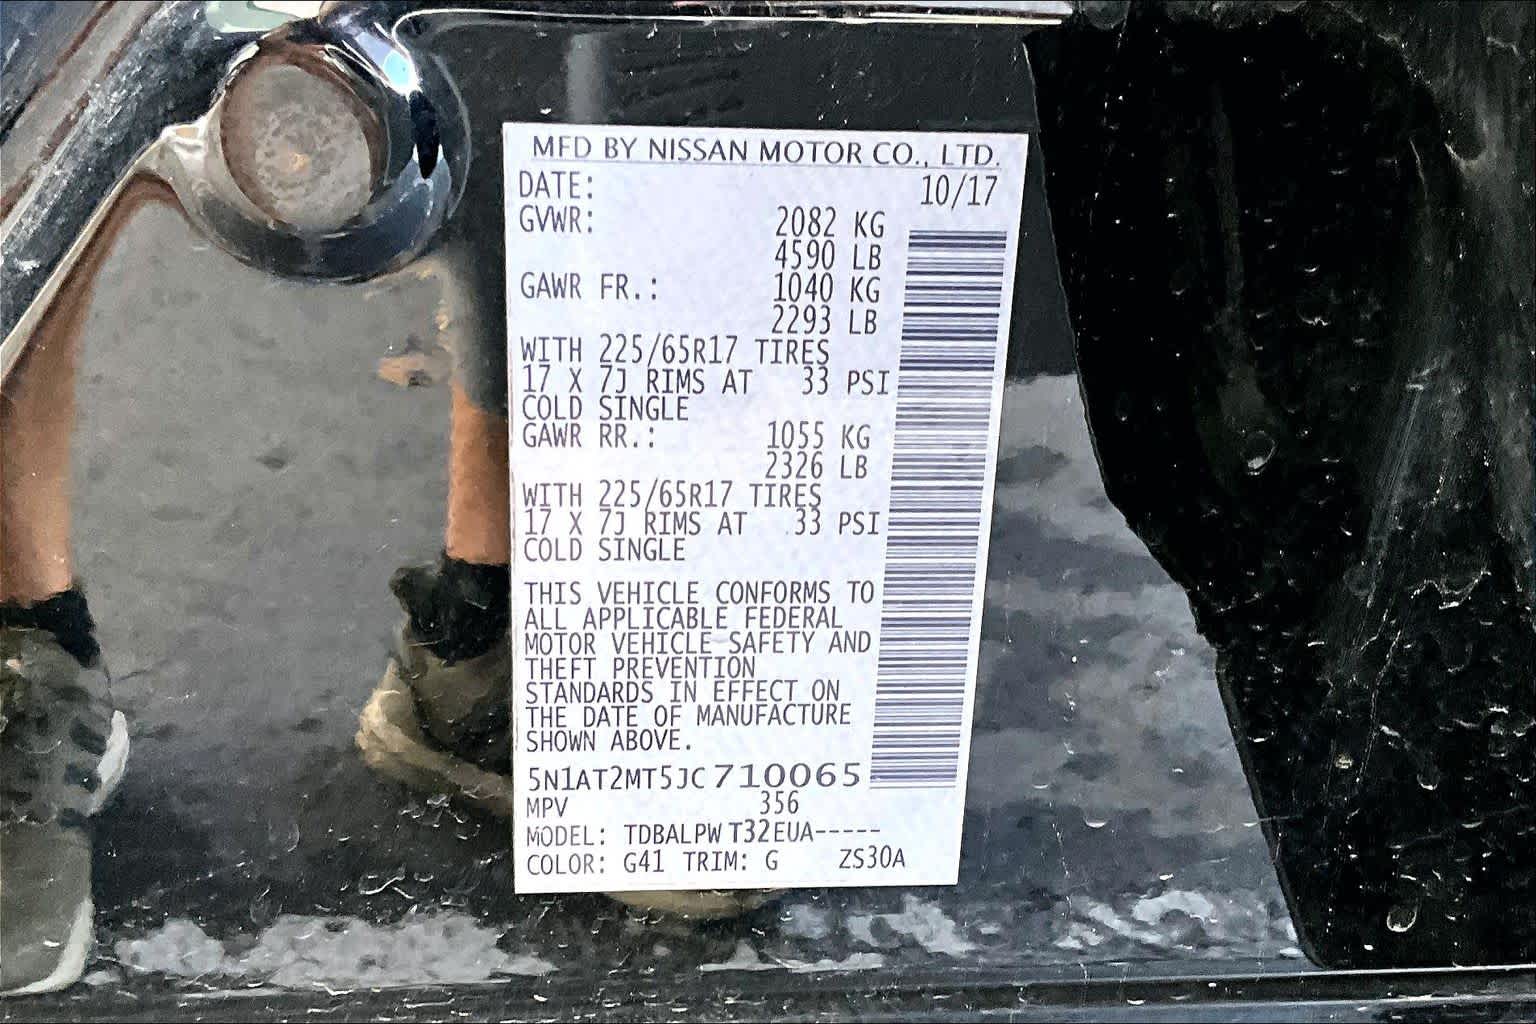 MFD BY NISSAN MOTOR CO., LTD.
DATE: 10/17
GVWR: 2082 KG
4590 LB
GAWR FR.: 1040 KG
2293 LB
WITH 225/65R17 TIRES
17 X 7J RIMS AT 33 PSI
COLD SINGLE
GAWR RR.: 1055 KG
2326 LB
WITH 225/65R17 TIRES
17 X 7J RIMS AT 33 PSI
COLD SINGLE
THIS VEHICLE CONFORMS TO
ALL APPLICABLE FEDERAL
MOTOR VEHICLE SAFETY AND
THEFT PREVENTION
STANDARDS IN EFFECT ON
THE DATE OF MANUFACTURE
SHOWN ABOVE.
5N1AT2MT5JC710065
MPV 356
MODEL: TDBALPWT32EUA-----
COLOR: G41 TRIM: G ZS30A